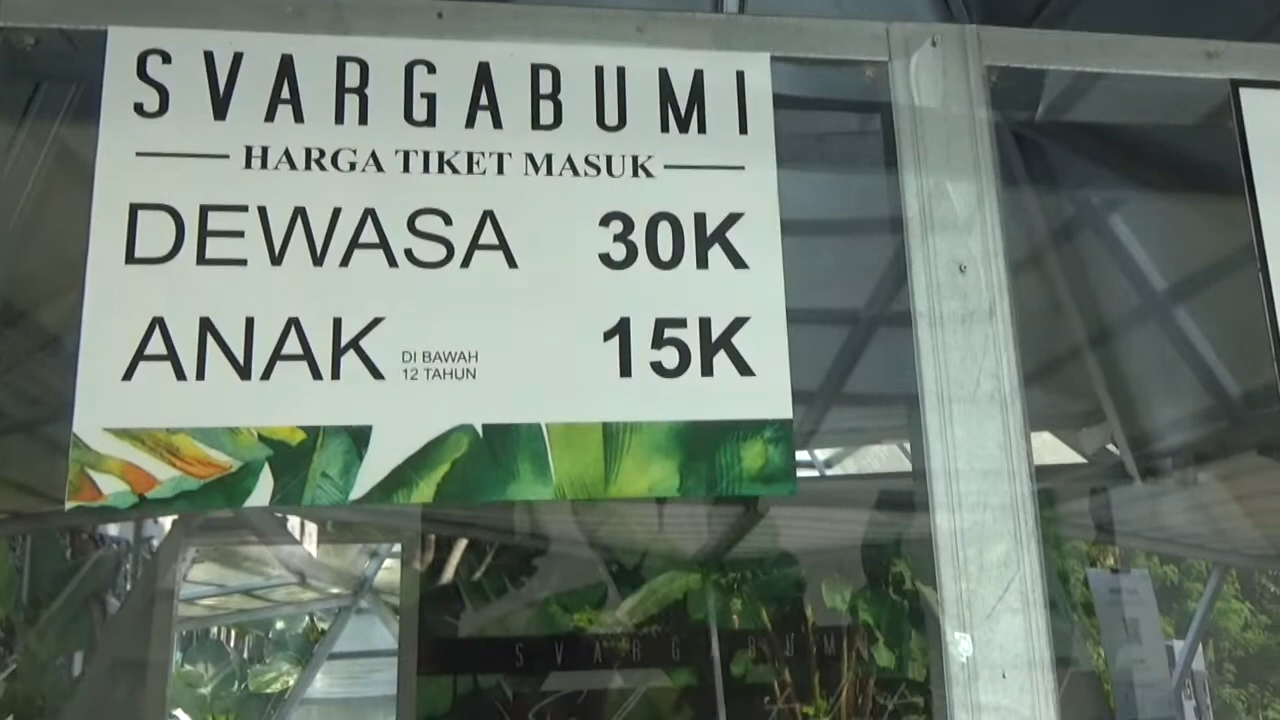 SVARGABUMI
HARGA TIKET MASUK
DEWASA 30K
ANAK DI BAWAH 12 TAHUN 15K
SVARGABUMI